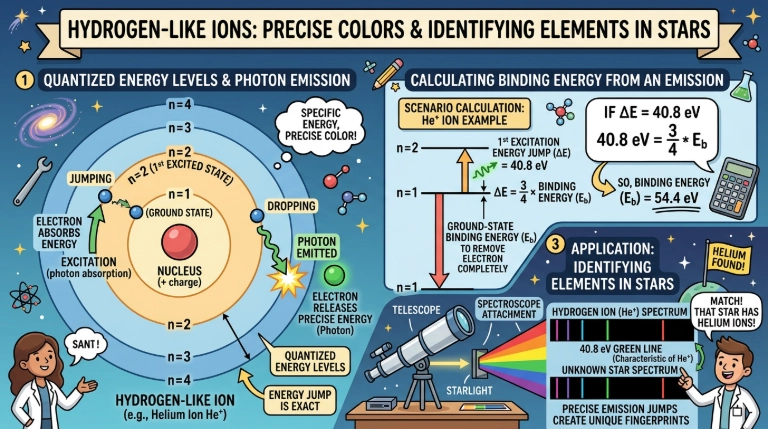 HYDROGEN-LIKE IONS: PRECISE COLORS & IDENTIFYING ELEMENTS IN STARS
1 QUANTIZED ENERGY LEVELS & PHOTON EMISSION
n=4
n=3
n=2
n=2 (1ST EXCITED STATE)
n=1
(GROUND STATE)
NUCLEUS
(+ charge)
SPECIFIC
ENERGY,
PRECISE COLOR!
JUMPING
ELECTRON
ABSORBS
ENERGY
EXCITATION
(photon absorption)
DROPPING
PHOTON
EMITTED
ELECTRON
RELEASES
PRECISE ENERGY
(Photon)
n=2
n=3
n=4
QUANTIZED
ENERGY LEVELS
ENERGY JUMP
IS EXACT
SANT!
HYDROGEN-LIKE ION
(e.g., Helium Ion He⁺)
CALCULATING BINDING ENERGY FROM AN EMISSION
SCENARIO CALCULATION:
He⁺ ION EXAMPLE
n=2
1ST EXCITATION
ENERGY JUMP (ΔE)
= 40.8 eV
n=1
ΔE = 3/4 × BINDING
ENERGY (Eb)
GROUND-STATE
BINDING ENERGY (Eb)
TO REMOVE
ELECTRON
COMPLETELY
n=1
IF ΔE = 40.8 eV
40.8 eV = 3/4 * Eb
SO, BINDING ENERGY
(Eb) = 54.4 eV
3 APPLICATION:
IDENTIFYING
ELEMENTS IN STARS
HELIUM
FOUND!
TELESCOPE
SPECTROSCOPE
ATTACHMENT
STARLIGHT
HYDROGEN ION (He⁺) SPECTRUM
40.8 eV GREEN LINE
(Characteristic of He⁺)
UNKNOWN STAR SPECTRUM
PRECISE EMISSION JUMPS
CREATE UNIQUE FINGERPRINTS
MATCH!
THAT STAR HAS
HELIUM IONS!